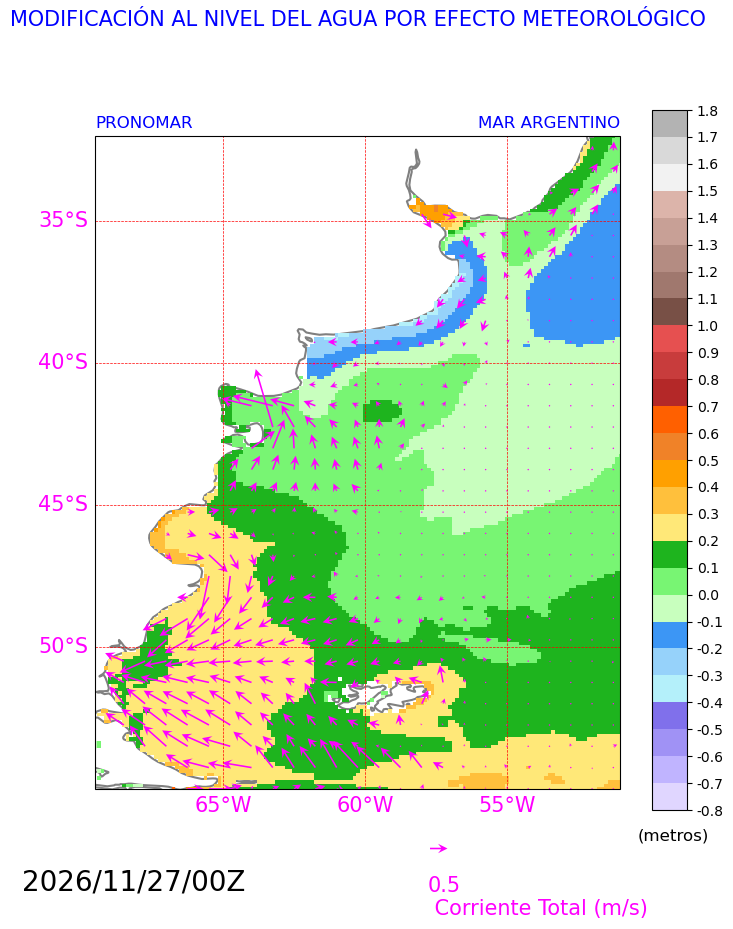 MODIFICACIÓN AL NIVEL DEL AGUA POR EFECTO METEOROLÓGICO
PRONOMAR
MAR ARGENTINO
35°S
40°S
45°S
50°S
65°W
60°W
55°W
1.8
1.7
1.6
1.5
1.4
1.3
1.2
1.1
1.0
0.9
0.8
0.7
0.6
0.5
0.4
0.3
0.2
0.1
0.0
-0.1
-0.2
-0.3
-0.4
-0.5
-0.6
-0.7
-0.8
(metros)
2026/11/27/00Z
0.5
Corriente Total (m/s)